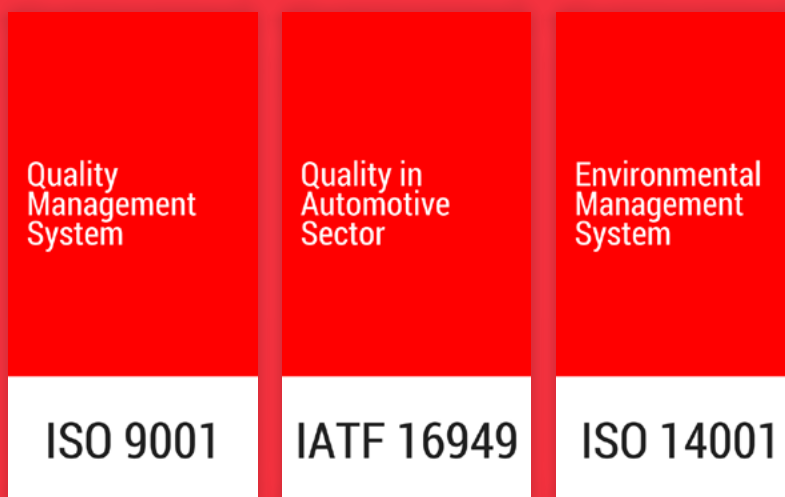 Quality
Management
System
ISO 9001
Quality in
Automotive
Sector
IATF 16949
Environmental
Management
System
ISO 14001